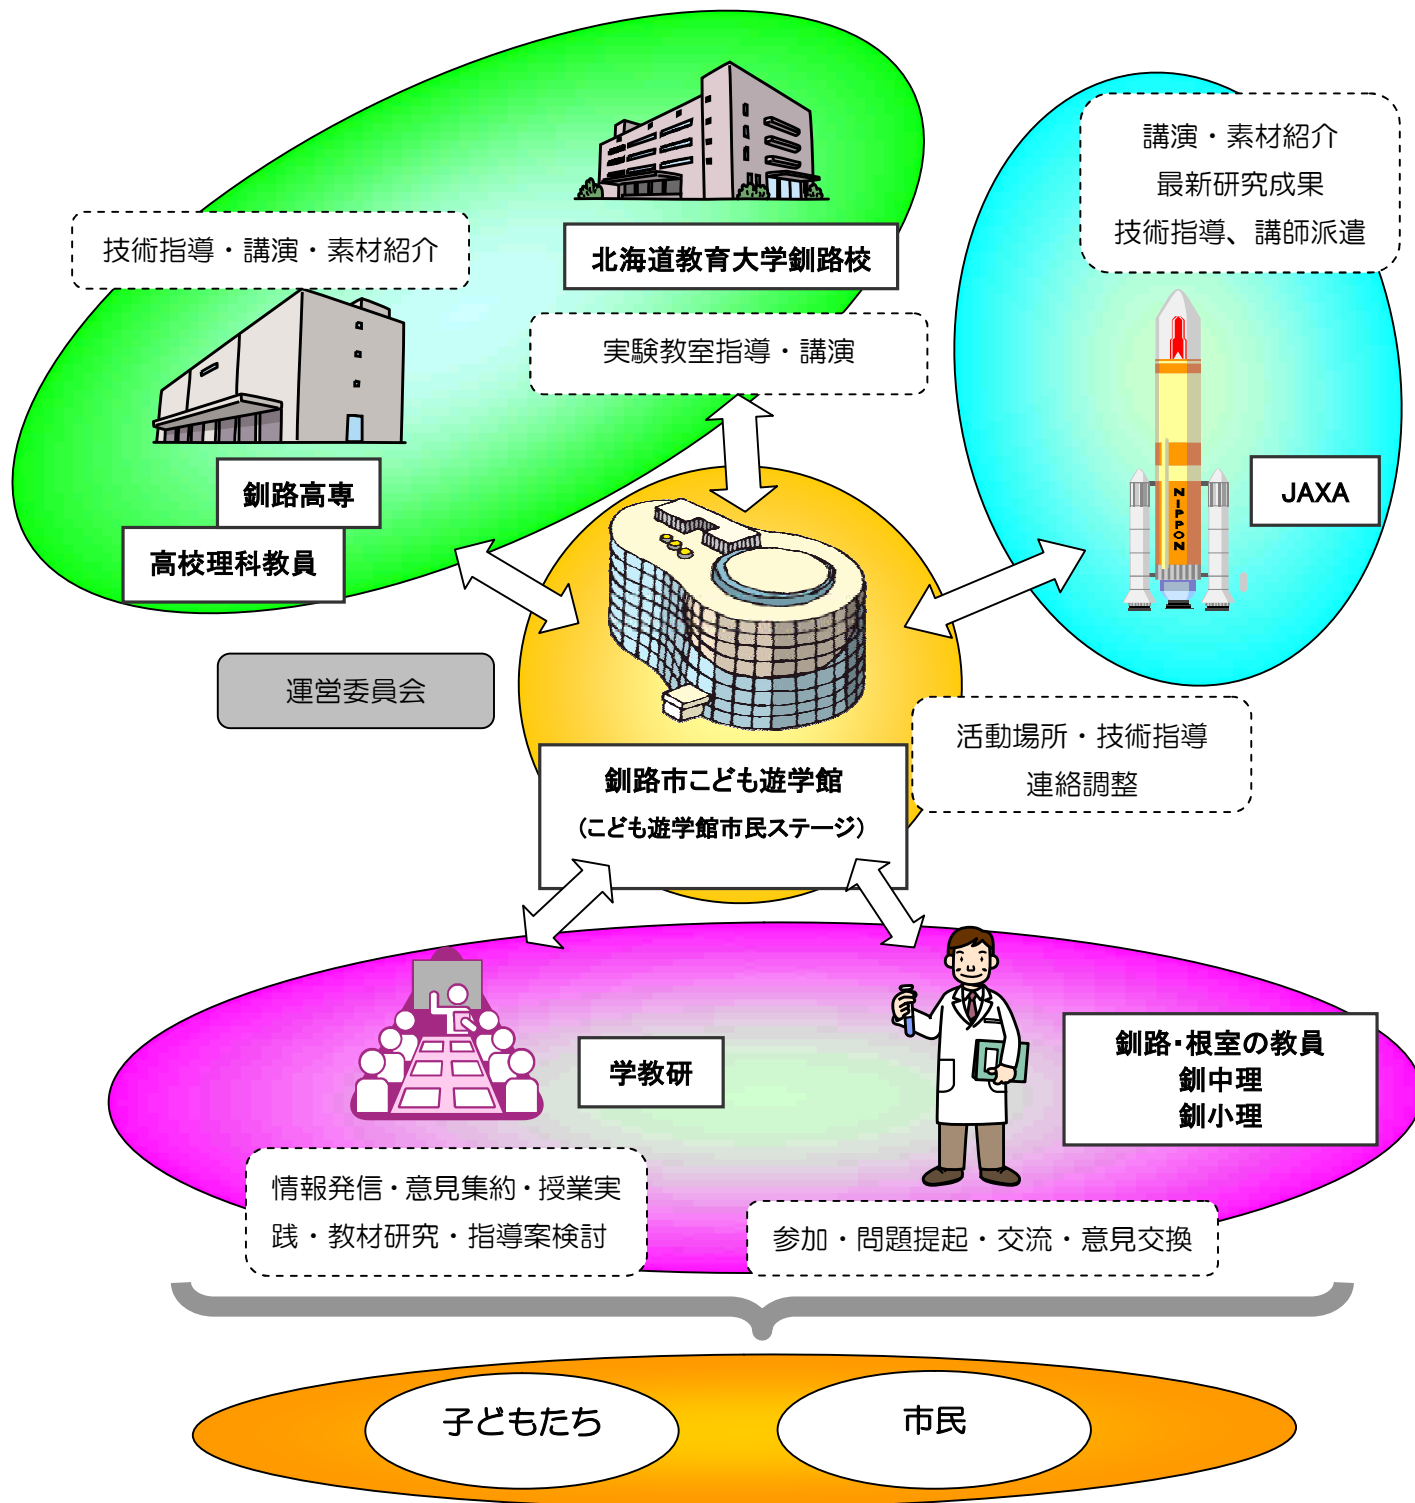 講演・素材紹介
最新研究成果
技術指導、講師派遣
技術指導・講演・素材紹介
北海道教育大学釧路校
実験教室指導・講演
釧路高専
高校理科教員
JAXA
NIPPON
運営委員会
活動場所・技術指導
連絡調整
釧路市こども遊学館
（こども遊学館市民ステージ）
学教研
釧路・根室の教員
釧中理
釧小理
情報発信・意見集約・授業実
践・教材研究・指導案検討
参加・問題提起・交流・意見交換
子どもたち
市民